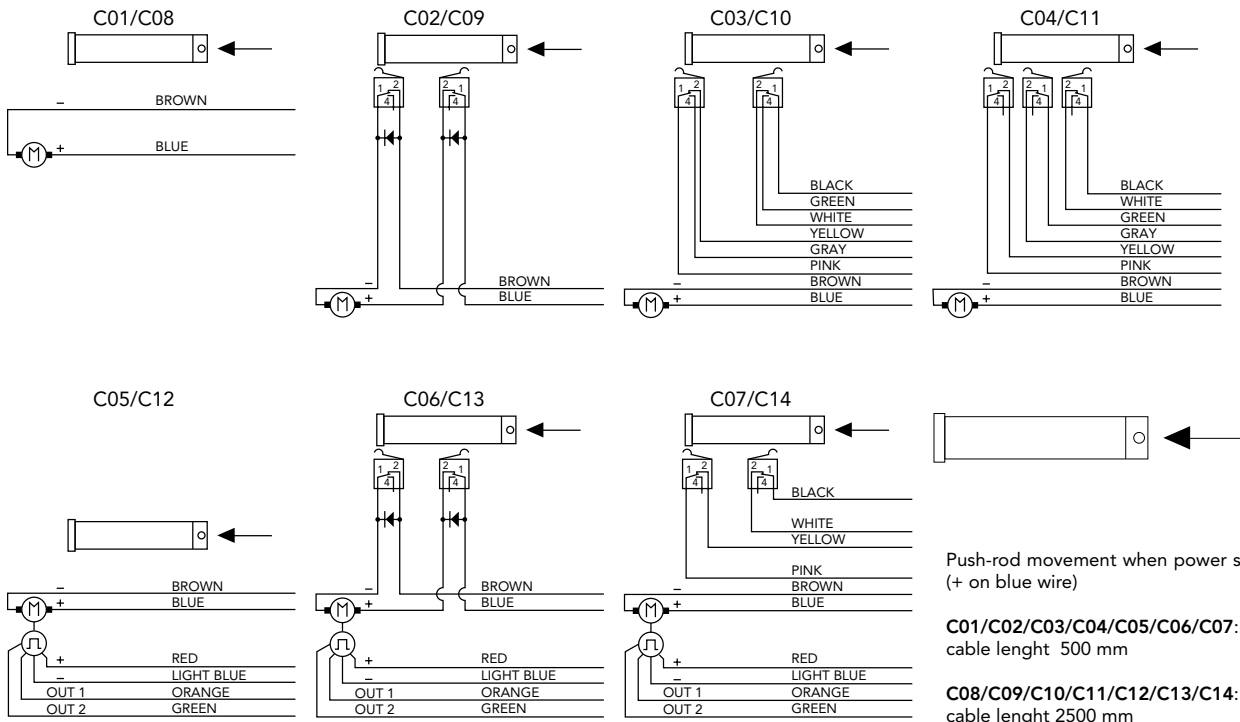 C01/C08
– BROWN
+ BLUE
M
C02/C09
1 2 4
2 1 4
– BROWN
+ BLUE
M
C03/C10
1 2 4
2 1 4
BLACK
GREEN
WHITE
YELLOW
GRAY
PINK
– BROWN
+ BLUE
M
C04/C11
1 2 4
1 2 4
2 1 4
BLACK
WHITE
GREEN
GRAY
YELLOW
PINK
– BROWN
+ BLUE
M
C05/C12
– BROWN
+ BLUE
M
+ RED
– LIGHT BLUE
OUT 1 ORANGE
OUT 2 GREEN
C06/C13
1 2 4
2 1 4
– BROWN
+ BLUE
M
+ RED
– LIGHT BLUE
OUT 1 ORANGE
OUT 2 GREEN
C07/C14
1 2 4
2 1 4
BLACK
WHITE
YELLOW
PINK
– BROWN
+ BLUE
M
+ RED
– LIGHT BLUE
OUT 1 ORANGE
OUT 2 GREEN
Push-rod movement when power s
(+ on blue wire)
C01/C02/C03/C04/C05/C06/C07:
cable lenght 500 mm
C08/C09/C10/C11/C12/C13/C14:
cable lenght 2500 mm